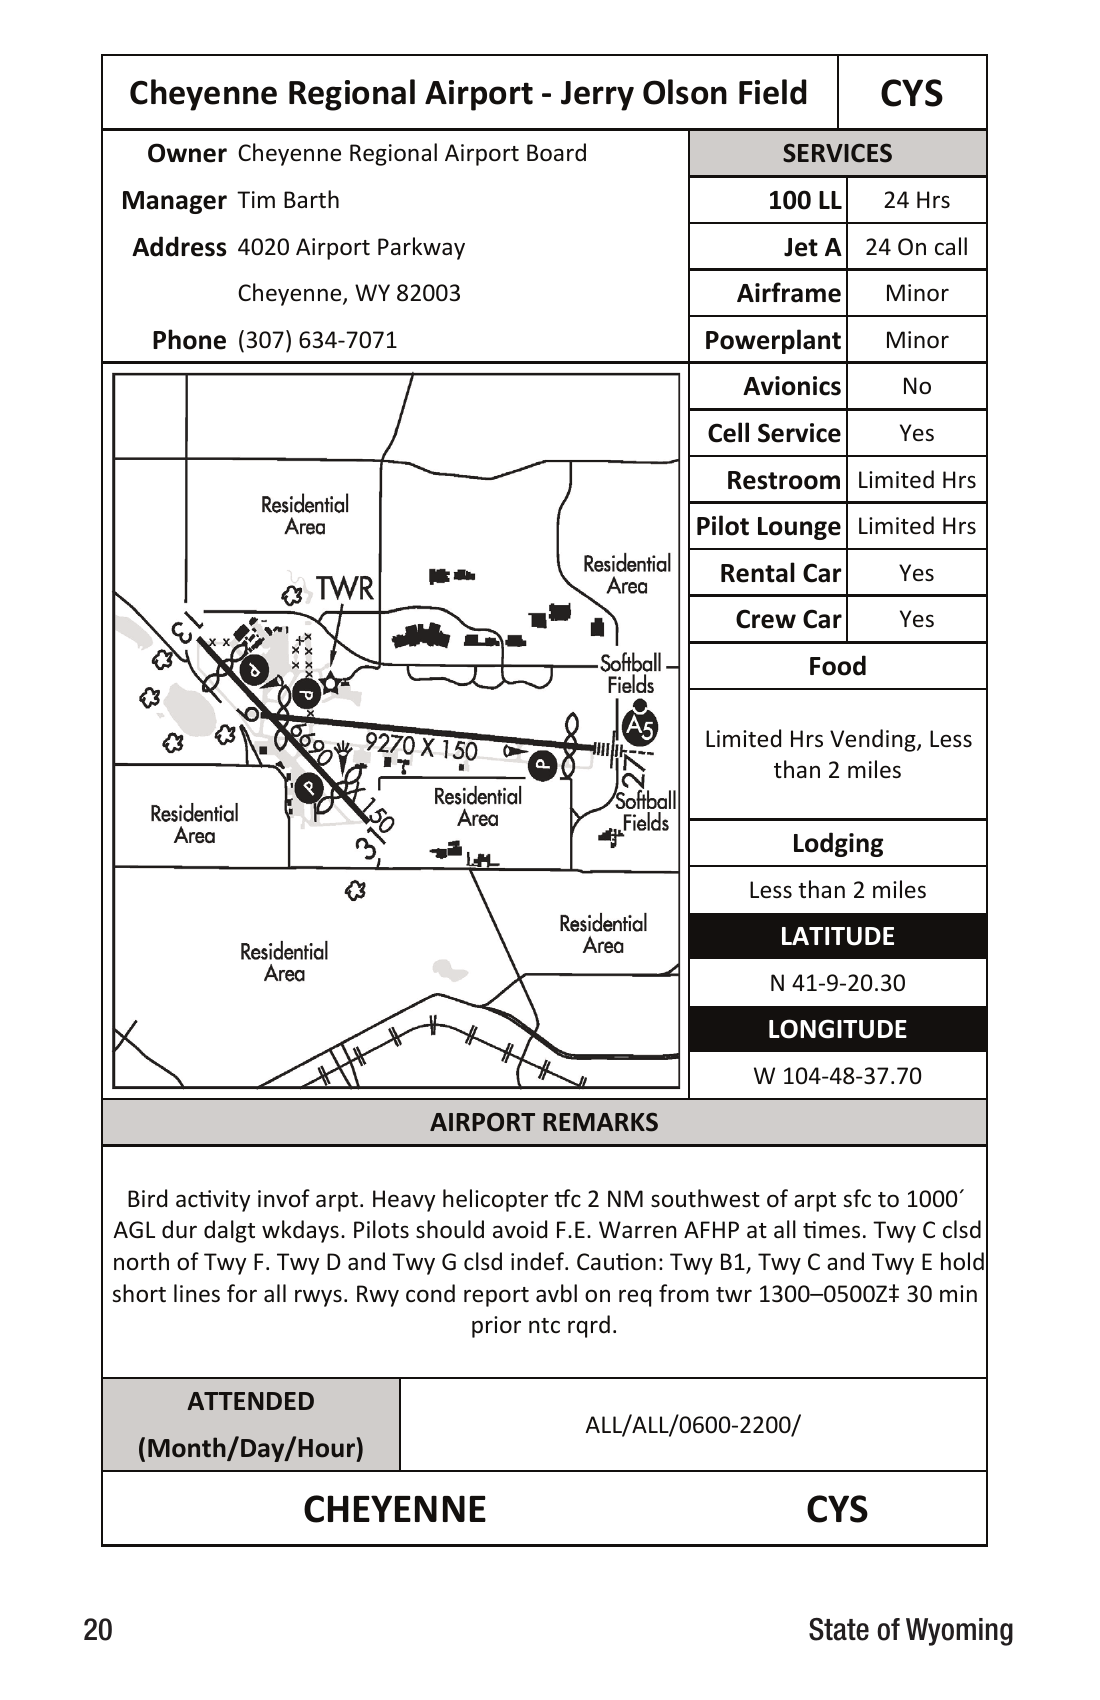 Cheyenne Regional Airport - Jerry Olson Field
CYS
Owner Cheyenne Regional Airport Board
Manager Tim Barth
Address 4020 Airport Parkway
Cheyenne, WY 82003
Phone (307) 634-7071
SERVICES
100 LL 24 Hrs
Jet A 24 On call
Airframe Minor
Powerplant Minor
Avionics No
Cell Service Yes
Restroom Limited Hrs
Pilot Lounge Limited Hrs
Rental Car Yes
Crew Car Yes
Food
Limited Hrs Vending, Less
than 2 miles
Lodging
Less than 2 miles
LATITUDE
N 41-9-20.30
LONGITUDE
W 104-48-37.70
Residential
Area
Residential
Area
TWR
13
P
P
Softball
Fields
A5
9
6690 X 150
9270 X 150
P
27
P
Residential
Area
Residential
Area
Softball
Fields
31
Residential
Area
Residential
Area
AIRPORT REMARKS
Bird activity invof arpt. Heavy helicopter tfc 2 NM southwest of arpt sfc to 1000´
AGL dur dalgt wkdays. Pilots should avoid F.E. Warren AFHP at all times. Twy C clsd
north of Twy F. Twy D and Twy G clsd indef. Caution: Twy B1, Twy C and Twy E hold
short lines for all rwys. Rwy cond report avbl on req from twr 1300–0500Z‡ 30 min
prior ntc rqrd.
ATTENDED
(Month/Day/Hour)
ALL/ALL/0600-2200/
CHEYENNE CYS
20 State of Wyoming